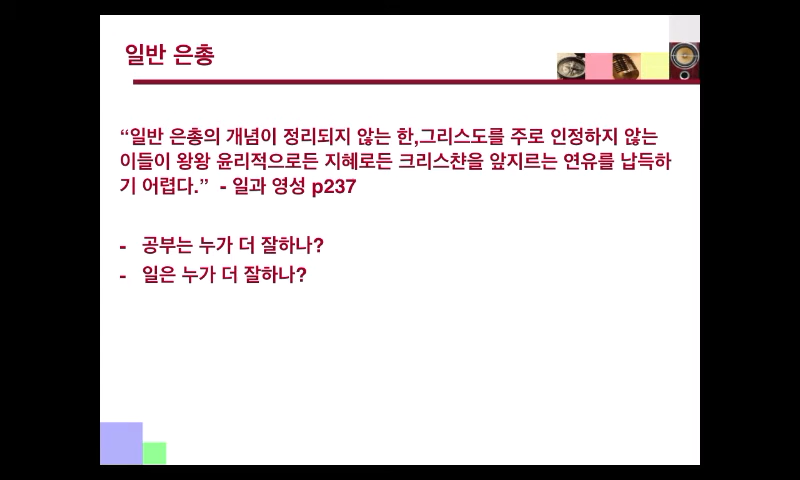 일반 은총
“일반 은총의 개념이 정리되지 않는 한,그리스도를 주로 인정하지 않는
이들이 왕왕 윤리적으로든 지혜로든 크리스챤을 앞지르는 연유를 납득하
기 어렵다.” - 일과 영성 p237
- 공부는 누가 더 잘하나?
- 일은 누가 더 잘하나?